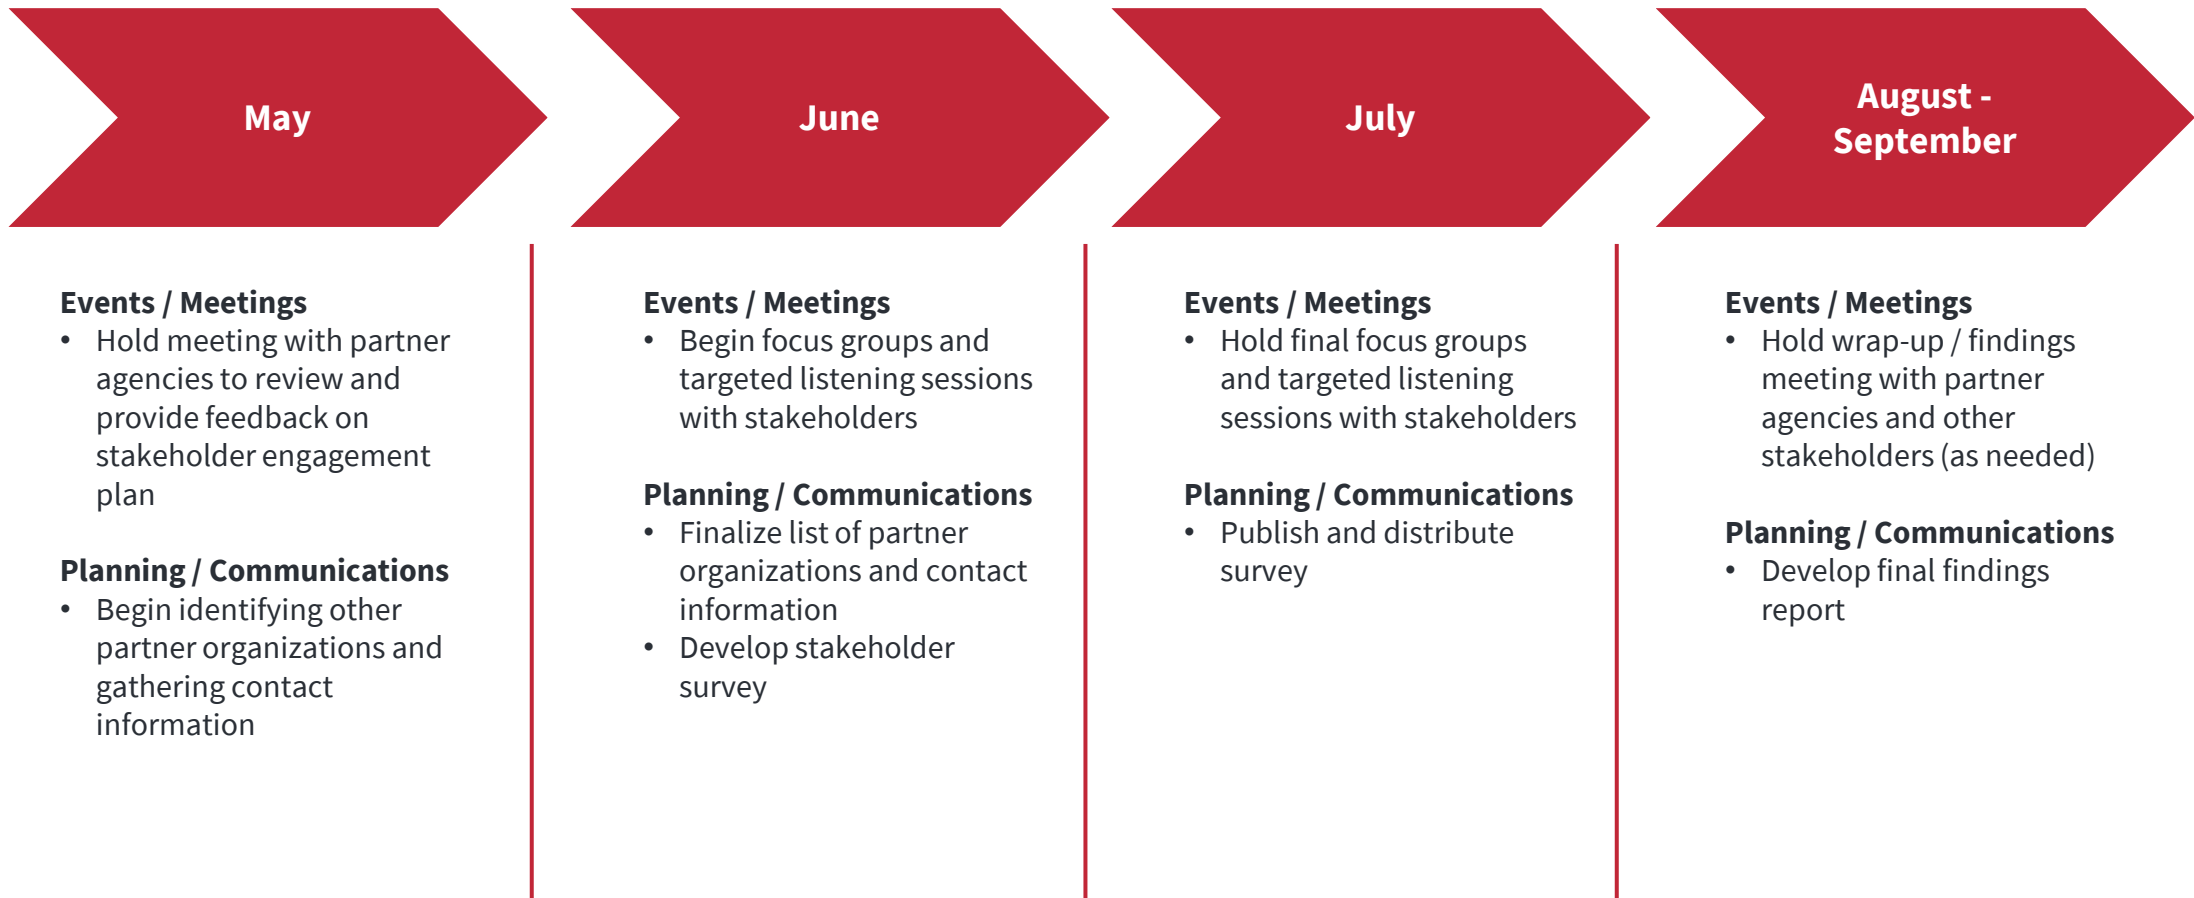 May
Events / Meetings
• Hold meeting with partner
agencies to review and
provide feedback on
stakeholder engagement
plan
Planning / Communications
• Begin identifying other
partner organizations and
gathering contact
information
June
Events / Meetings
• Begin focus groups and
targeted listening sessions
with stakeholders
Planning / Communications
• Finalize list of partner
organizations and contact
information
• Develop stakeholder
survey
July
Events / Meetings
• Hold final focus groups
and targeted listening
sessions with stakeholders
Planning / Communications
• Publish and distribute
survey
August -
September
Events / Meetings
• Hold wrap-up / findings
meeting with partner
agencies and other
stakeholders (as needed)
Planning / Communications
• Develop final findings
report